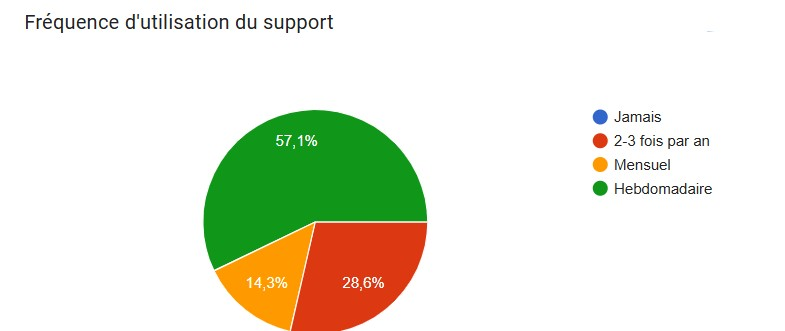 Fréquence d'utilisation du support
57,1%
14,3%
28,6%
Jamais
2-3 fois par an
Mensuel
Hebdomadaire